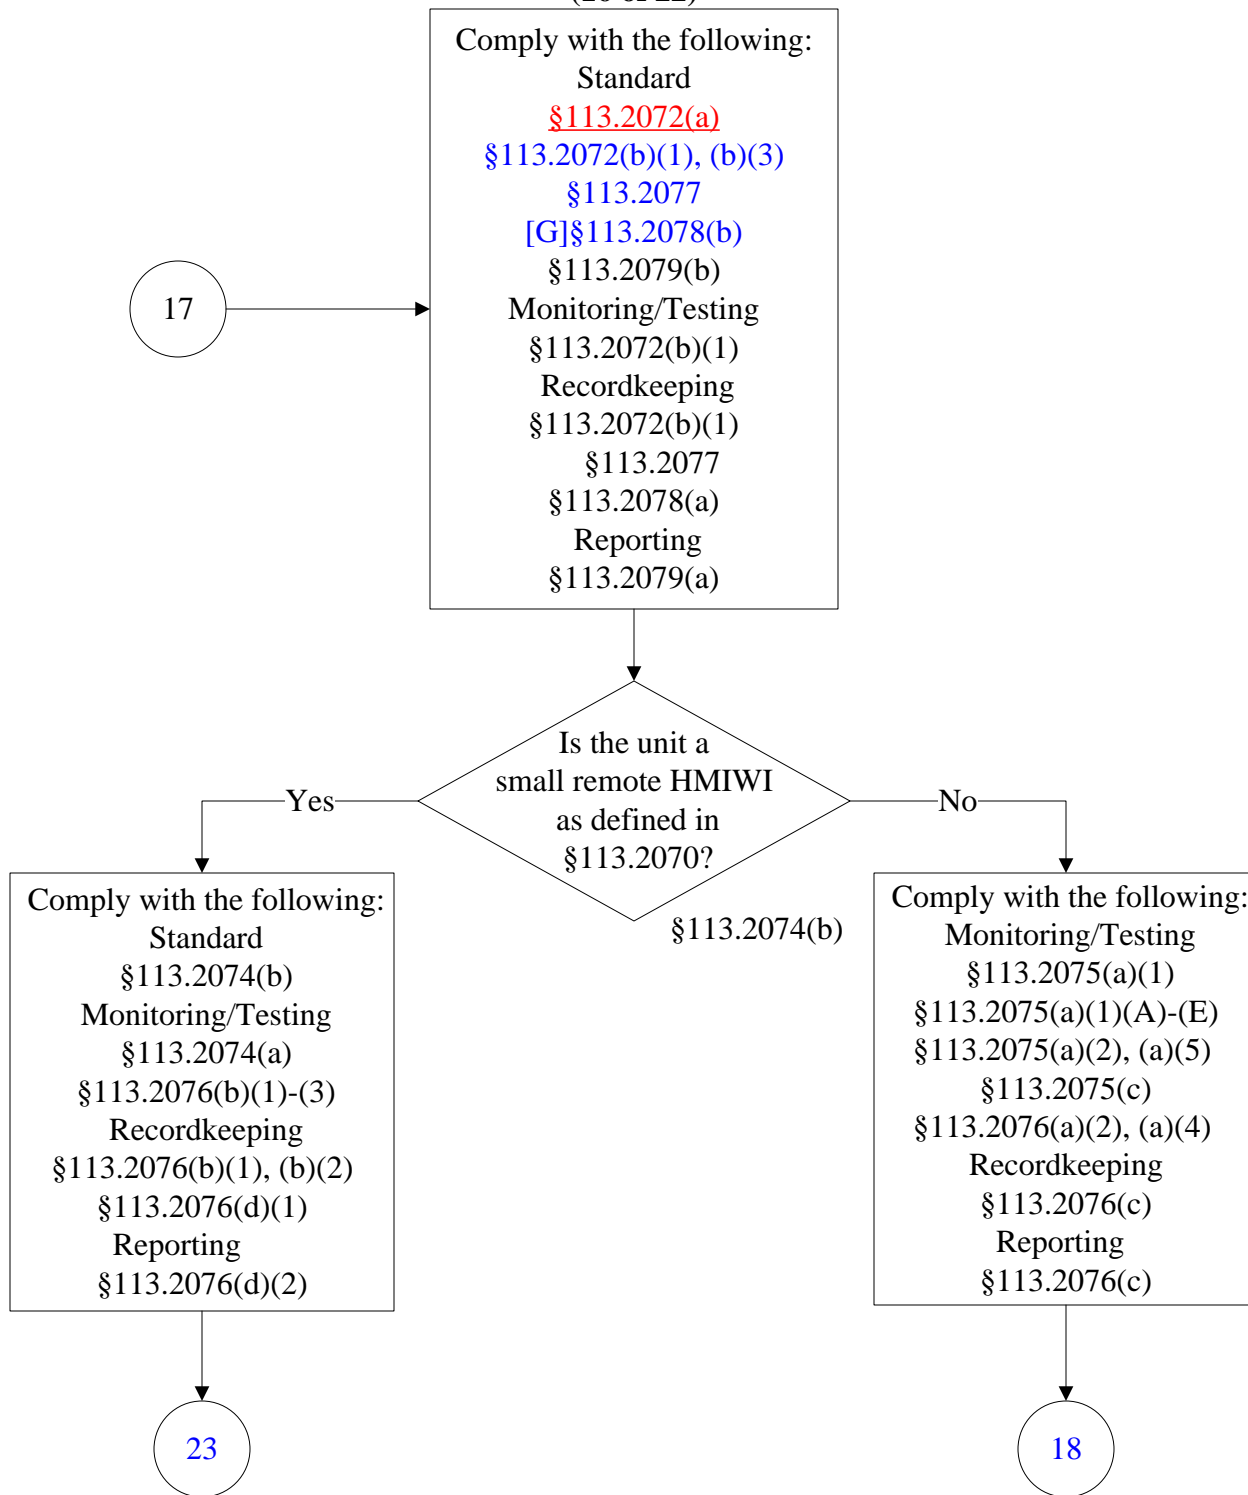 Comply with the following:
Standard
§113.2072(a)
§113.2072(b)(1), (b)(3)
§113.2077
[G]§113.2078(b)
§113.2079(b)
Monitoring/Testing
§113.2072(b)(1)
Recordkeeping
§113.2072(b)(1)
§113.2077
§113.2078(a)
Reporting
§113.2079(a)
17
Is the unit a
small remote HMIWI
as defined in
§113.2070?
§113.2074(b)
Yes
No
Comply with the following:
Standard
§113.2074(b)
Monitoring/Testing
§113.2074(a)
§113.2076(b)(1)-(3)
Recordkeeping
§113.2076(b)(1), (b)(2)
§113.2076(d)(1)
Reporting
§113.2076(d)(2)
Comply with the following:
Monitoring/Testing
§113.2075(a)(1)
§113.2075(a)(1)(A)-(E)
§113.2075(a)(2), (a)(5)
§113.2075(c)
§113.2076(a)(2), (a)(4)
Recordkeeping
§113.2076(c)
Reporting
§113.2076(c)
23
18